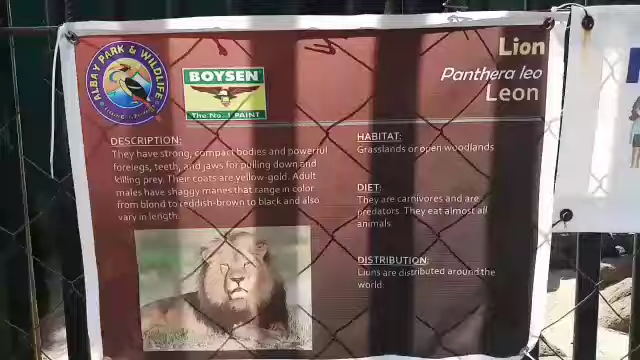 ALBAY PARK & WILDLIFE
BOYSEN
The No. 1 PAINT
Lion
Panthera leo
Leon
DESCRIPTION:
They have strong, compact bodies and powerful
forelegs, teeth, and jaws for pulling down and
killing prey. Their coats are yellow-gold. Adult
males have shaggy manes that range in color
from blond to reddish-brown to black and also
vary in length.
HABITAT:
Grasslands or open woodlands
DIET:
They are carnivores and are
predators. They eat almost all
animals.
DISTRIBUTION:
Lions are distributed around the
world.